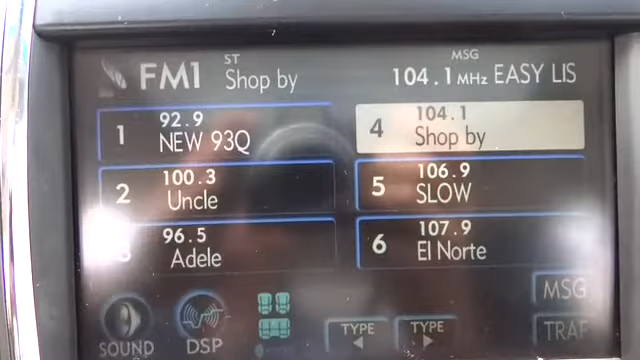 FM1 ST Shop by MSG 104.1 MHz EASY LIS
1 92.9 NEW 93Q
2 100.3 Uncle
3 96.5 Adele
4 104.1 Shop by
5 106.9 SLOW
6 107.9 El Norte
SOUND DSP TYPE ◀ TYPE ▶
MSG
TRAF